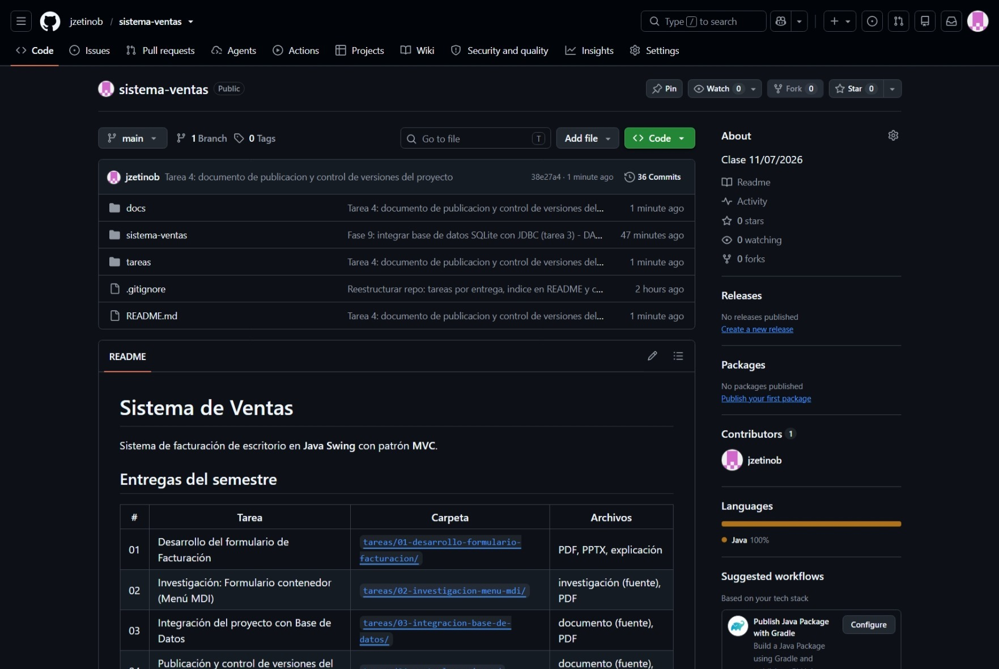 jzetinob / sistema-ventas
Type / to search
Code
Issues
Pull requests
Agents
Actions
Projects
Wiki
Security and quality
Insights
Settings
sistema-ventas Public
Pin
Watch 0
Fork 0
Star 0
main
1 Branch
0 Tags
Go to file T
Add file
Code
jzetinob Tarea 4: documento de publicacion y control de versiones del proyecto 38e27a4 · 1 minute ago 36 Commits
docs Tarea 4: documento de publicacion y control de versiones del... 1 minute ago
sistema-ventas Fase 9: integrar base de datos SQLite con JDBC (tarea 3) - DA... 47 minutes ago
tareas Tarea 4: documento de publicacion y control de versiones del... 1 minute ago
.gitignore Reestructurar repo: tareas por entrega, indice en README y c... 2 hours ago
README.md Tarea 4: documento de publicacion y control de versiones del... 1 minute ago
README
Sistema de Ventas
Sistema de facturación de escritorio en Java Swing con patrón MVC.
Entregas del semestre
# Tarea Carpeta Archivos
01 Desarrollo del formulario de Facturación tareas/01-desarrollo-formulario-facturacion/ PDF, PPTX, explicación
02 Investigación: Formulario contenedor (Menú MDI) tareas/02-investigacion-menu-mdi/ investigación (fuente), PDF
03 Integración del proyecto con Base de Datos tareas/03-integracion-base-de-datos/ documento (fuente), PDF
Publicación y control de versiones del documento (fuente),
About
Clase 11/07/2026
Readme
Activity
0 stars
0 watching
0 forks
Releases
No releases published
Create a new release
Packages
No packages published
Publish your first package
Contributors 1
jzetinob
Languages
Java 100%
Suggested workflows
Based on your tech stack
Publish Java Package with Gradle
Configure
Build a Java Package
using Gradle and